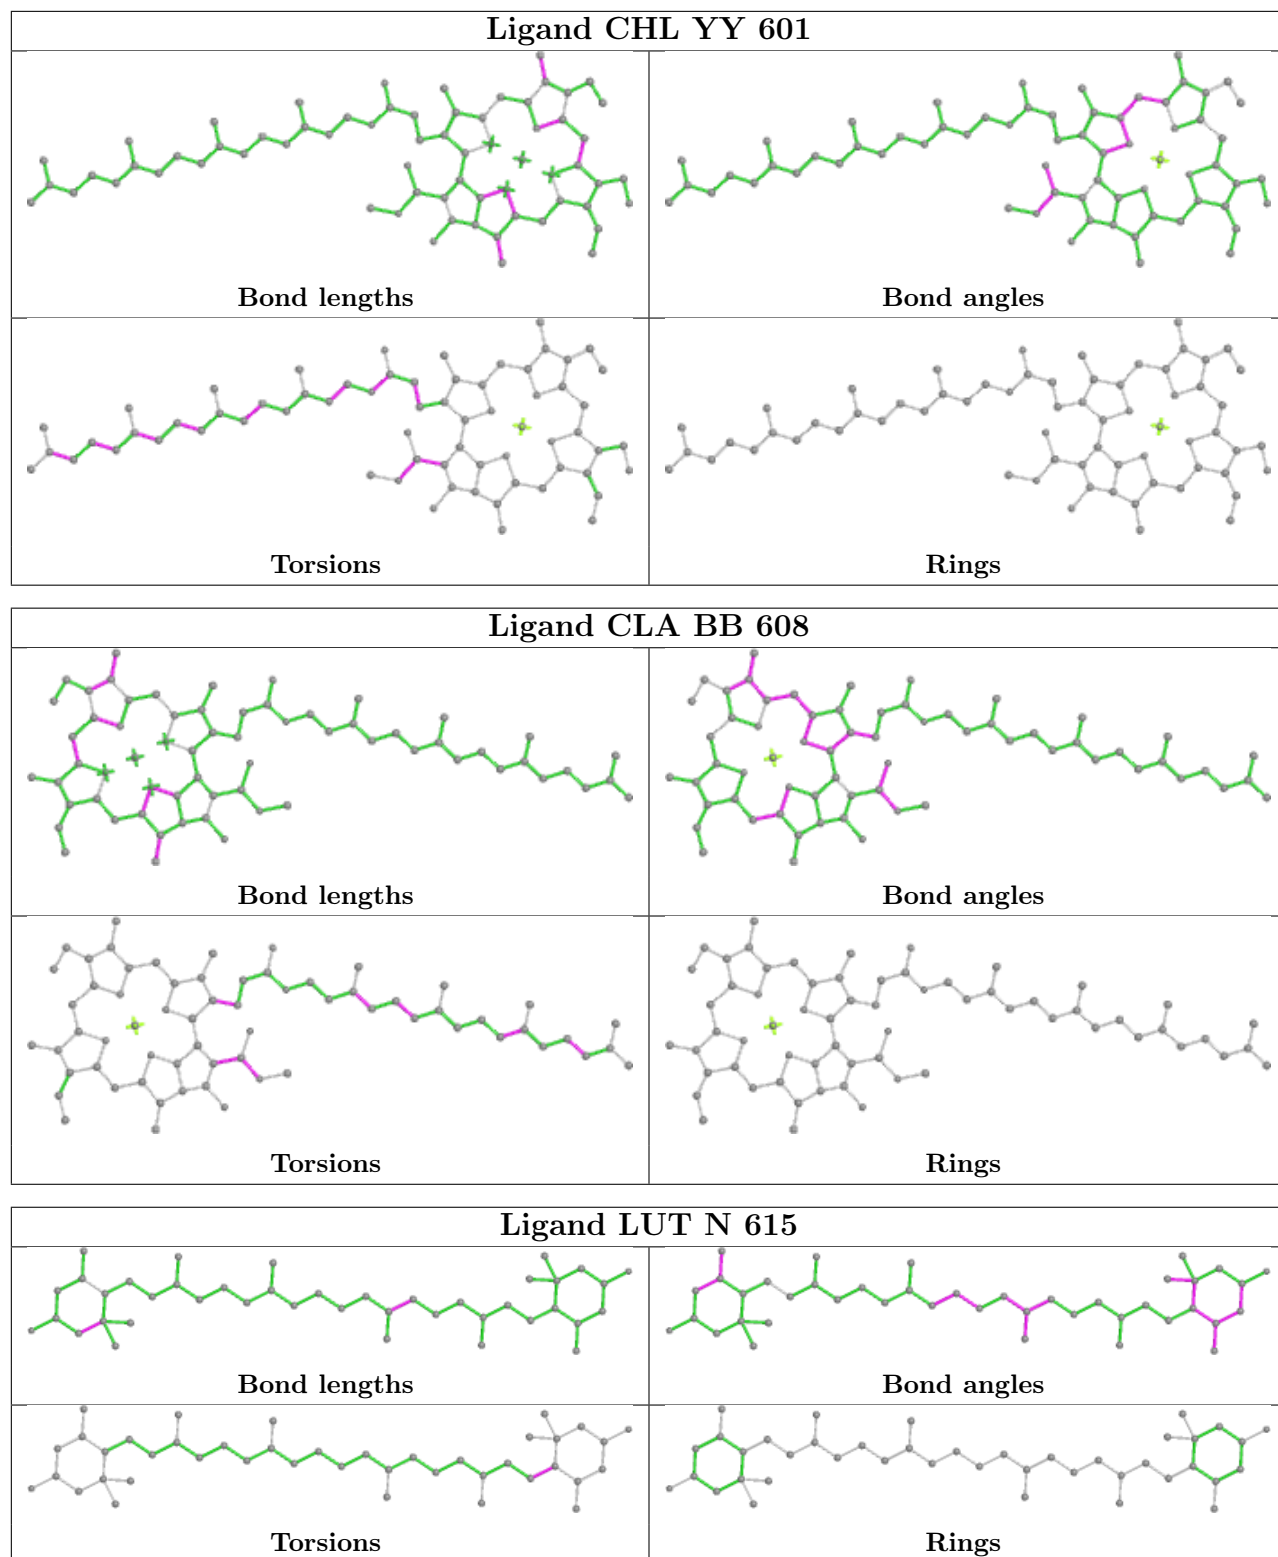 Ligand CHL YY 601
Bond lengths
Bond angles
Torsions
Rings
Ligand CLA BB 608
Bond lengths
Bond angles
Torsions
Rings
Ligand LUT N 615
Bond lengths
Bond angles
Torsions
Rings